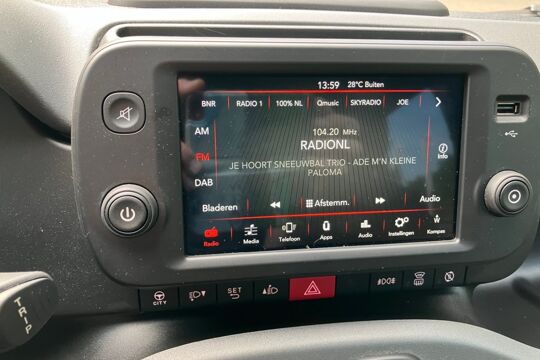 13:59 28°C Buiten
BNR RADIO 1 100% NL Qmusic SKYRADIO JOE
AM
104.20 MHz
FM
RADIONL
Info
JE HOORT SNEEUWBAL TRIO - ADE M'N KLEINE
PALOMA
DAB
Bladeren Afstemm. Audio
Radio Media Telefoon Apps Audio Instellingen Kompas
CITY SET
TRIP